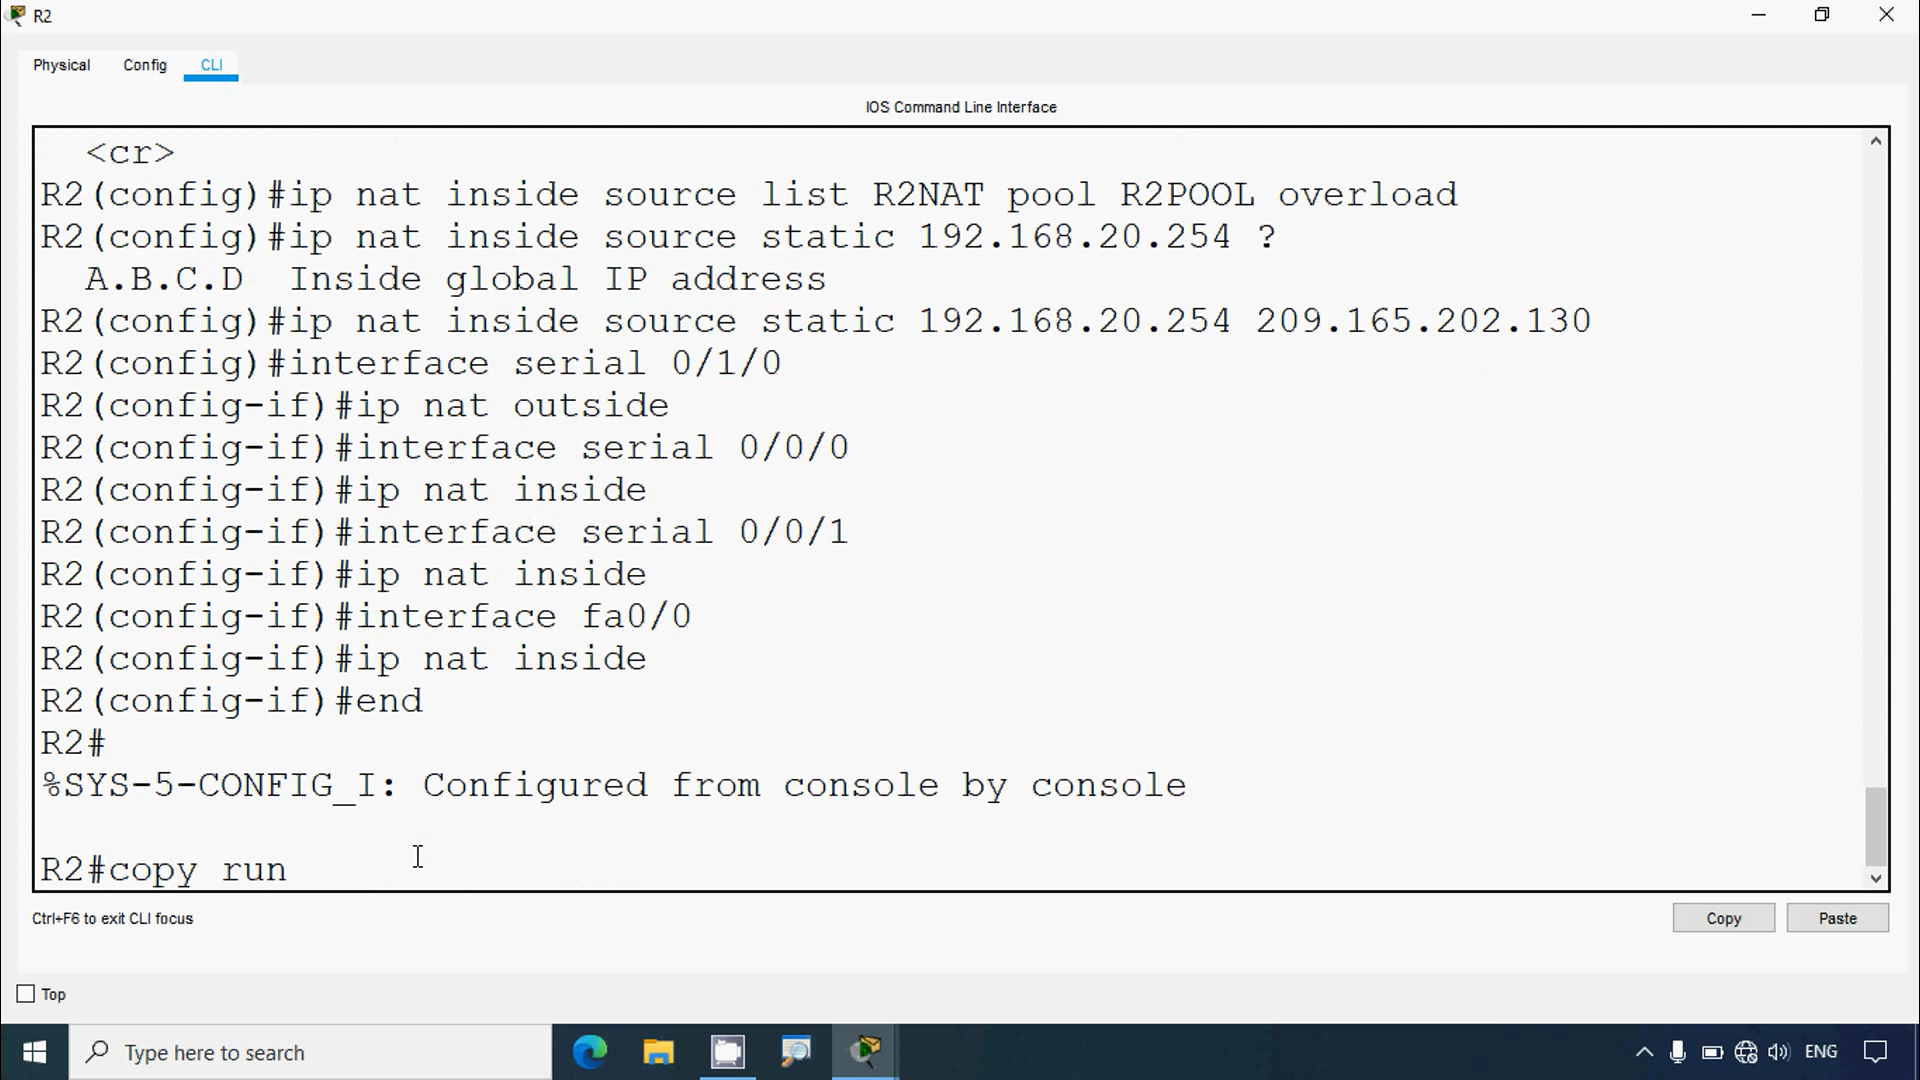 R2
Physical Config CLI
IOS Command Line Interface
<cr>
R2(config)#ip nat inside source list R2NAT pool R2POOL overload
R2(config)#ip nat inside source static 192.168.20.254 ?
A.B.C.D Inside global IP address
R2(config)#ip nat inside source static 192.168.20.254 209.165.202.130
R2(config)#interface serial 0/1/0
R2(config-if)#ip nat outside
R2(config-if)#interface serial 0/0/0
R2(config-if)#ip nat inside
R2(config-if)#interface serial 0/0/1
R2(config-if)#ip nat inside
R2(config-if)#interface fa0/0
R2(config-if)#ip nat inside
R2(config-if)#end
R2#
%SYS-5-CONFIG_I: Configured from console by console
R2#copy run
Ctrl+F6 to exit CLI focus
Copy Paste
Top
Type here to search
ENG